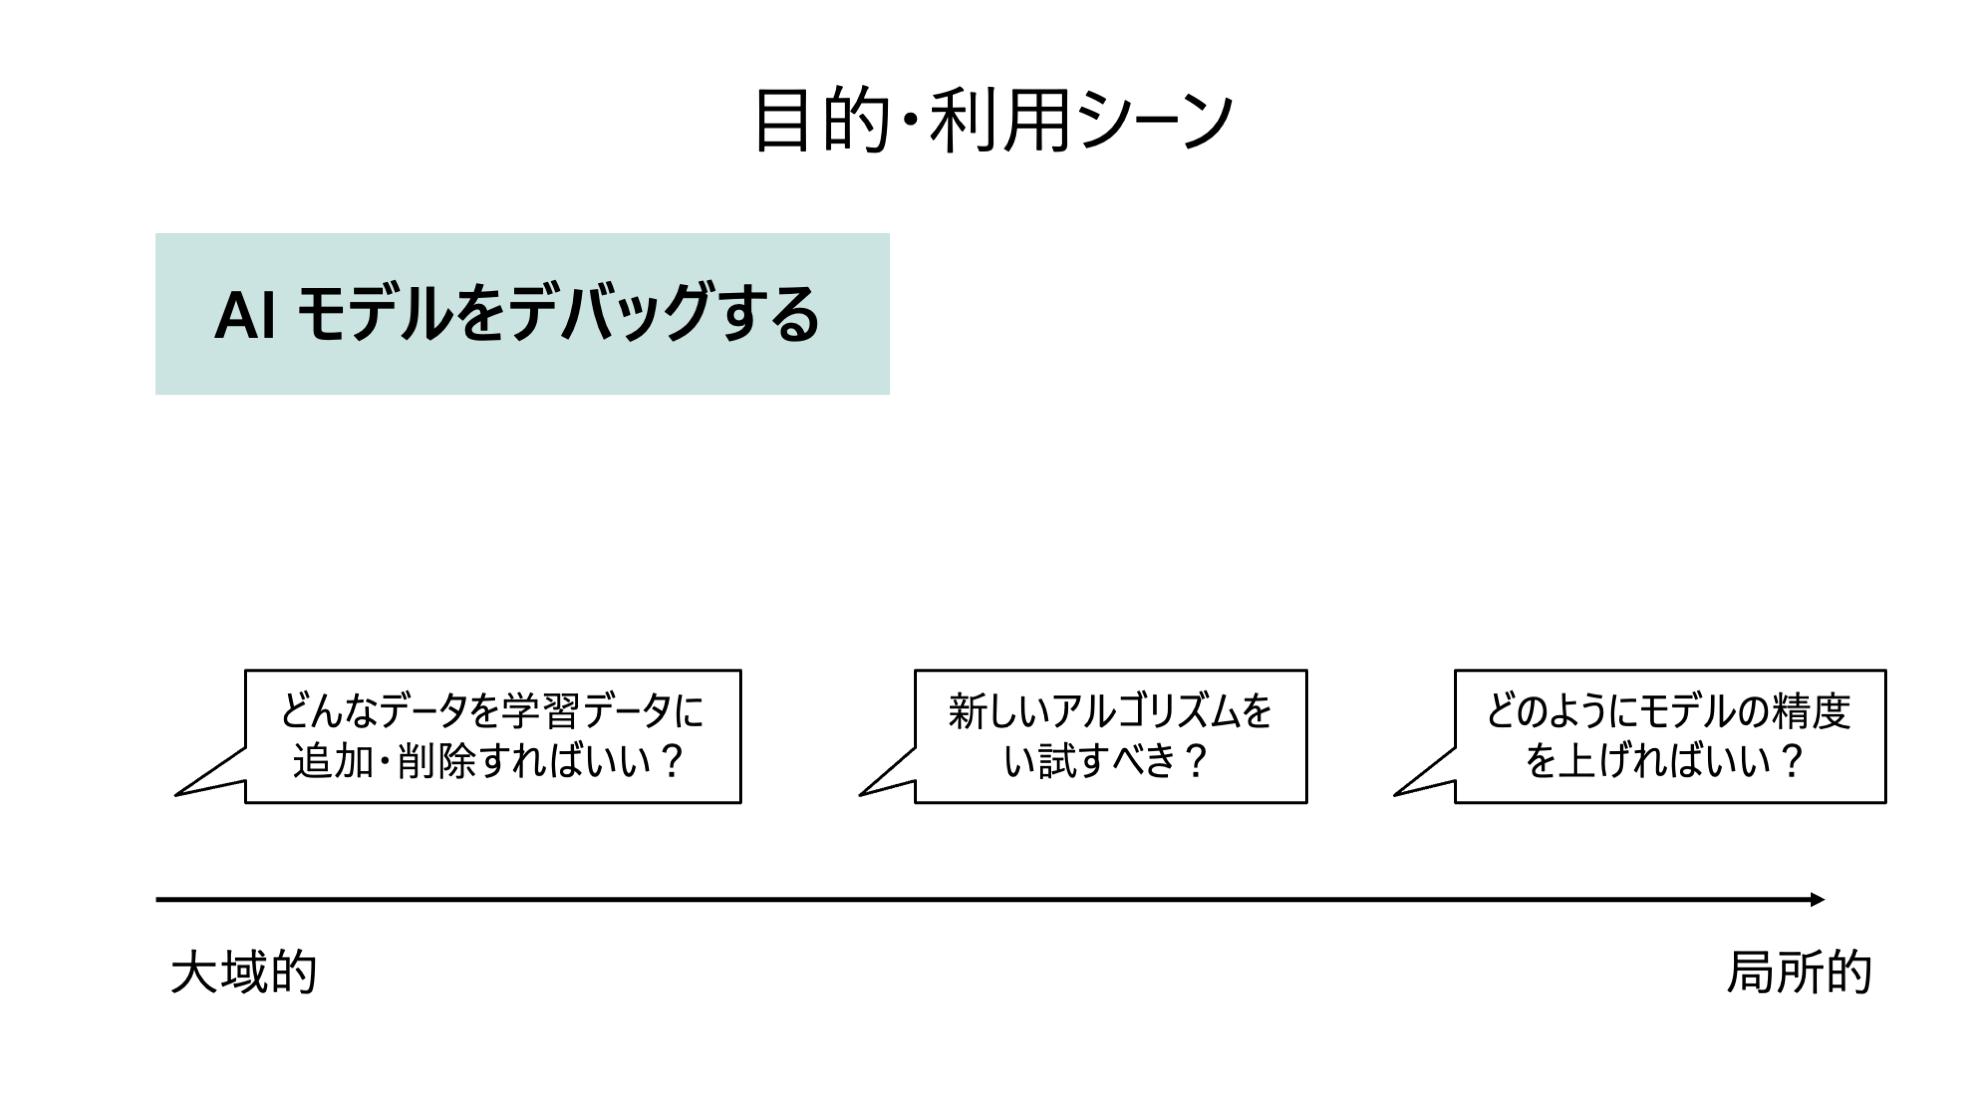 目的・利用シーン
AI モデルをデバッグする
どんなデータを学習データに
追加・削除すればいい？
新しいアルゴリズムを
い試すべき？
どのようにモデルの精度
を上げればいい？
大域的
局所的